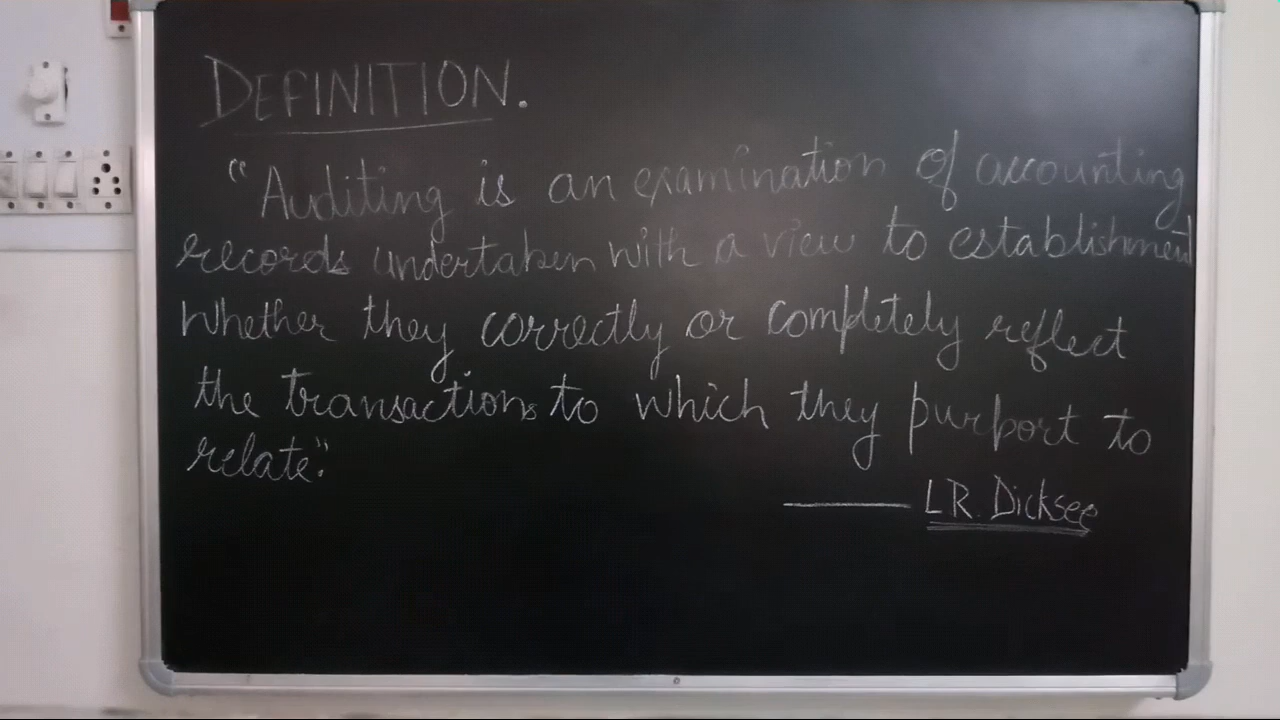 DEFINITION.
"Auditing is an examination of accounting
records undertaken with a view to establishment
whether they correctly or completely reflect
the transactions to which they purport to
relate."
—— L.R. Dicksee